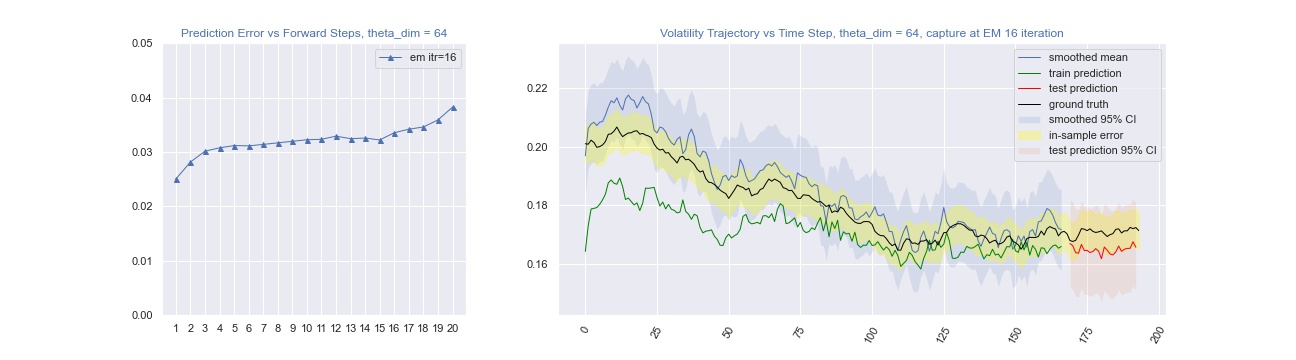 Prediction Error vs Forward Steps, theta_dim = 64
0.05
0.04
0.03
0.02
0.01
0.00
1 2 3 4 5 6 7 8 9 10 11 12 13 14 15 16 17 18 19 20
em itr=16
Volatility Trajectory vs Time Step, theta_dim = 64, capture at EM 16 iteration
0.22
0.20
0.18
0.16
0 25 50 75 100 125 150 175 200
smoothed mean
train prediction
test prediction
ground truth
smoothed 95% CI
in-sample error
test prediction 95% CI